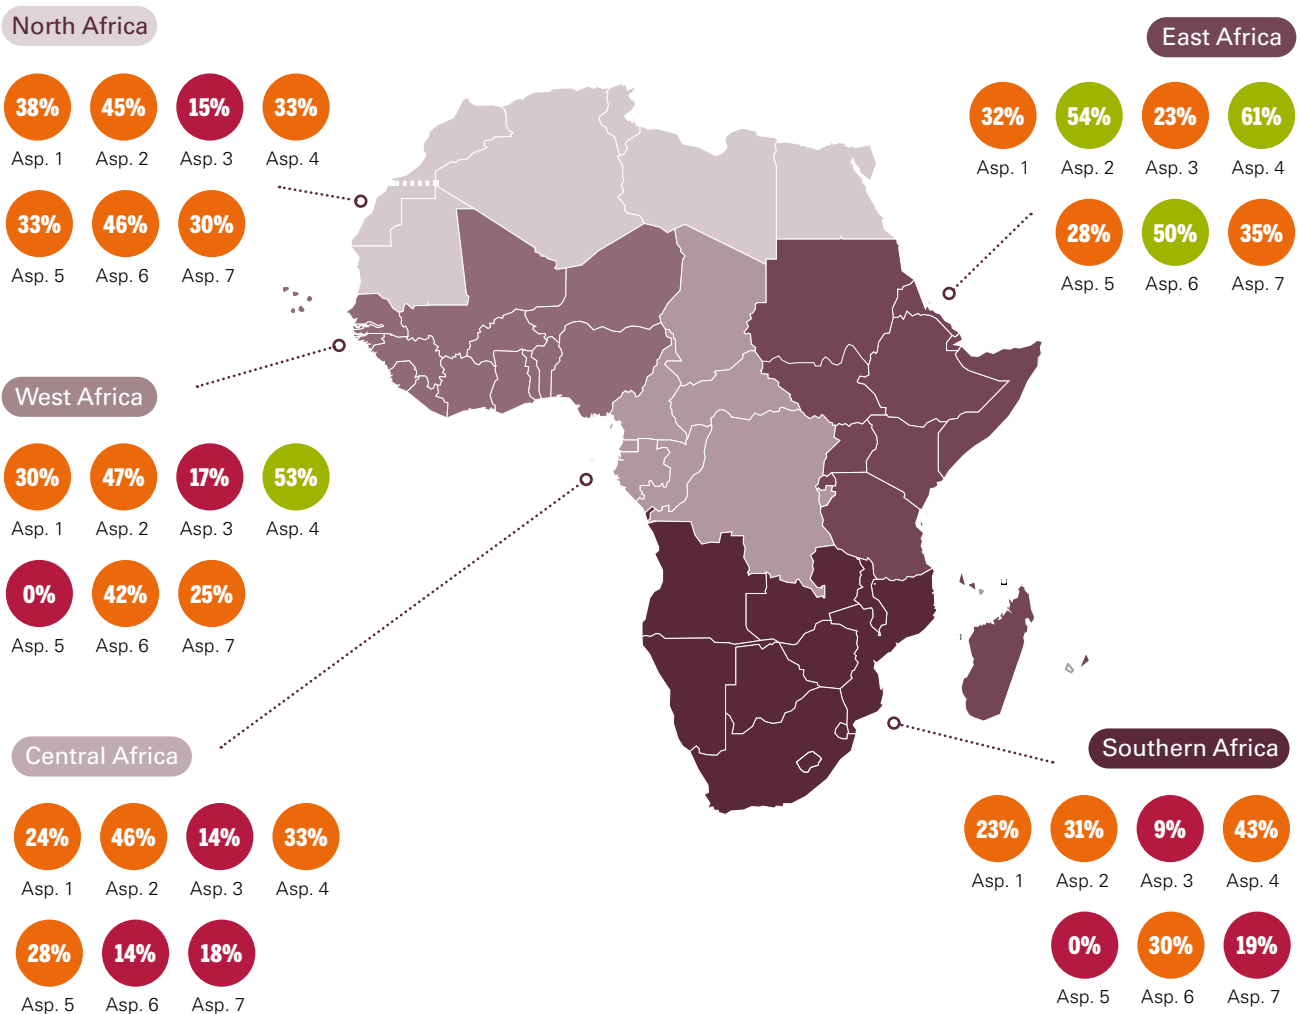 North Africa
38% 45% 15% 33%
Asp. 1 Asp. 2 Asp. 3 Asp. 4
33% 46% 30%
Asp. 5 Asp. 6 Asp. 7
East Africa
32% 54% 23% 61%
Asp. 1 Asp. 2 Asp. 3 Asp. 4
28% 50% 35%
Asp. 5 Asp. 6 Asp. 7
West Africa
30% 47% 17% 53%
Asp. 1 Asp. 2 Asp. 3 Asp. 4
0% 42% 25%
Asp. 5 Asp. 6 Asp. 7
Central Africa
24% 46% 14% 33%
Asp. 1 Asp. 2 Asp. 3 Asp. 4
28% 14% 18%
Asp. 5 Asp. 6 Asp. 7
Southern Africa
23% 31% 9% 43%
Asp. 1 Asp. 2 Asp. 3 Asp. 4
0% 30% 19%
Asp. 5 Asp. 6 Asp. 7